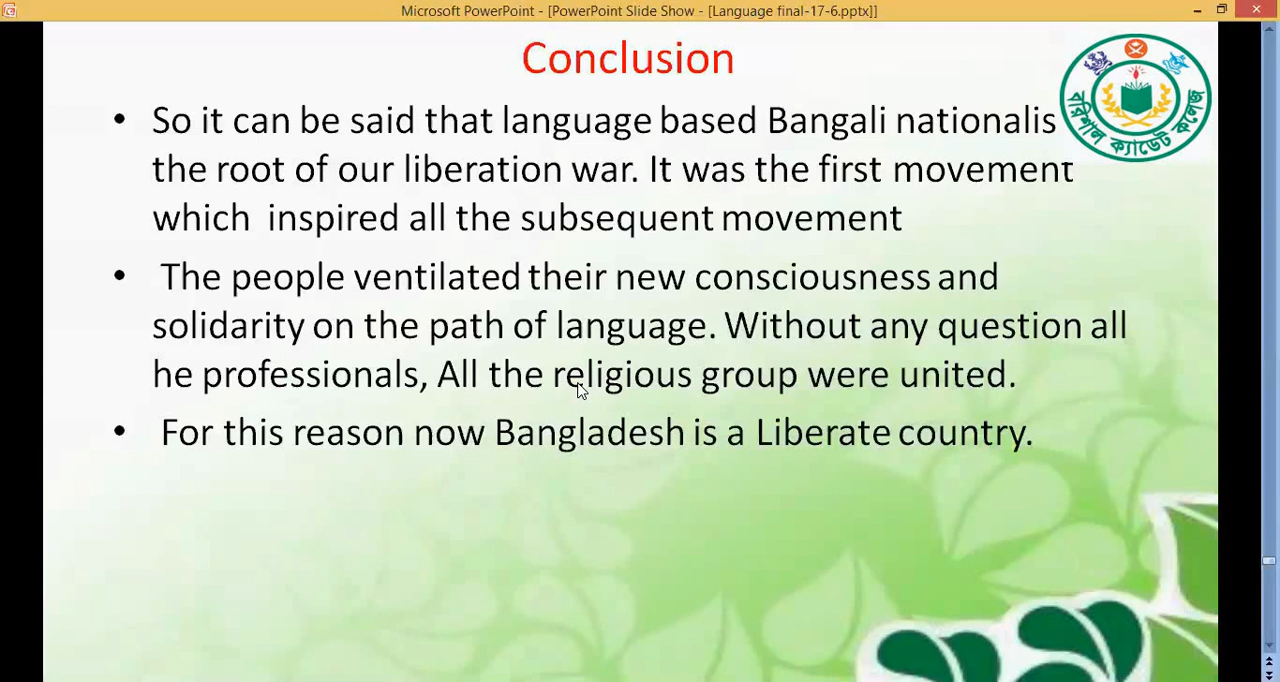 Microsoft PowerPoint - [PowerPoint Slide Show - [Language final-17-6.pptx]]
Conclusion
বরিশাল ক্যাডেট কলেজ
• So it can be said that language based Bangali nationalis
the root of our liberation war. It was the first movement
which inspired all the subsequent movement
• The people ventilated their new consciousness and
solidarity on the path of language. Without any question all
he professionals, All the religious group were united.
• For this reason now Bangladesh is a Liberate country.